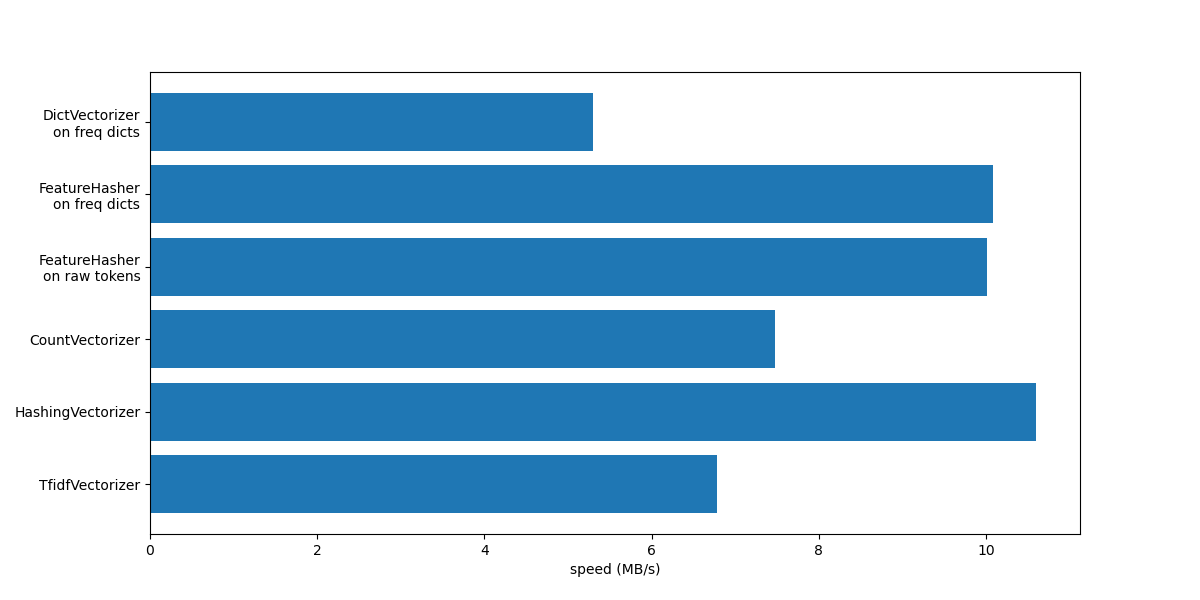 DictVectorizer
on freq dicts
FeatureHasher
on freq dicts
FeatureHasher
on raw tokens
CountVectorizer
HashingVectorizer
TfidfVectorizer
0 2 4 6 8 10
speed (MB/s)